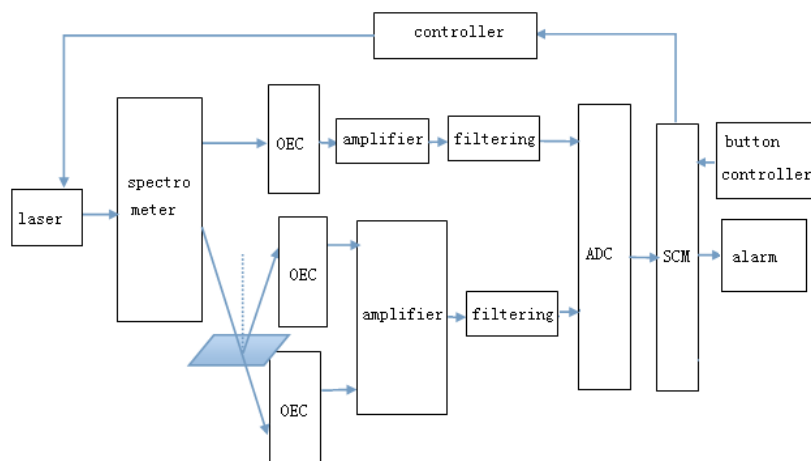 controller
OEC
amplifier
filtering
button
controller
spectro
meter
laser
OEC
ADC
SCM
alarm
amplifier
filtering
OEC